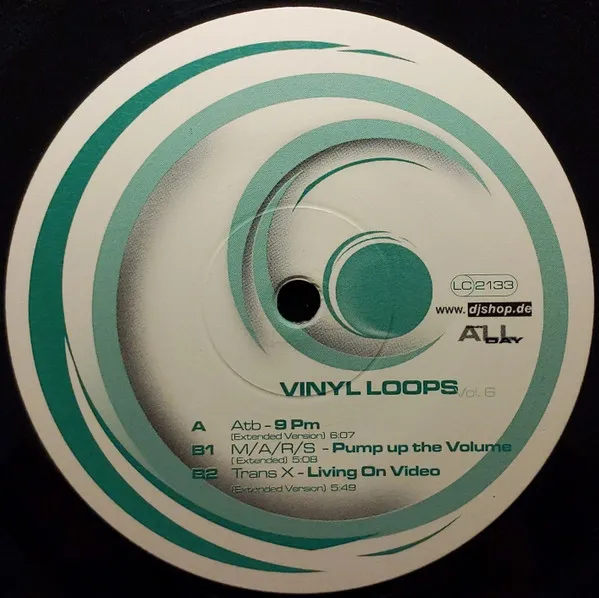 LC 2133
www.djshop.de
ALL DAY
VINYL LOOPS Vol. 6
A Atb - 9 Pm
(Extended Version) 6:07
B1 M/A/R/S - Pump up the Volume
(Extended) 5:08
B2 Trans X - Living On Video
(Extended Version) 5:49